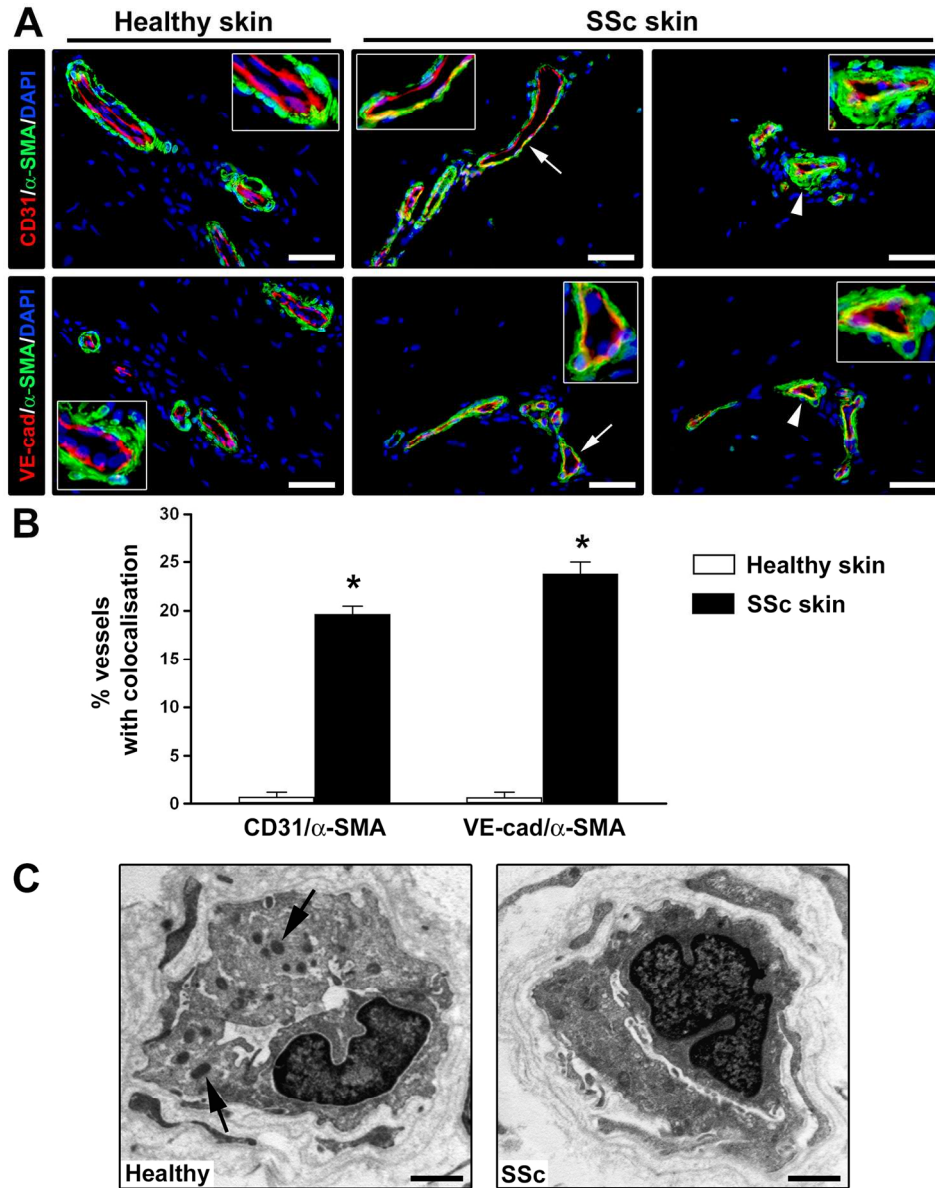 A
Healthy skin
SSc skin
CD31/α-SMA/DAPI
VE-cad/α-SMA/DAPI
B
% vessels
with colocalisation
30
25
20
15
10
5
0
*
*
CD31/α-SMA
VE-cad/α-SMA
Healthy skin
SSc skin
C
Healthy
SSc